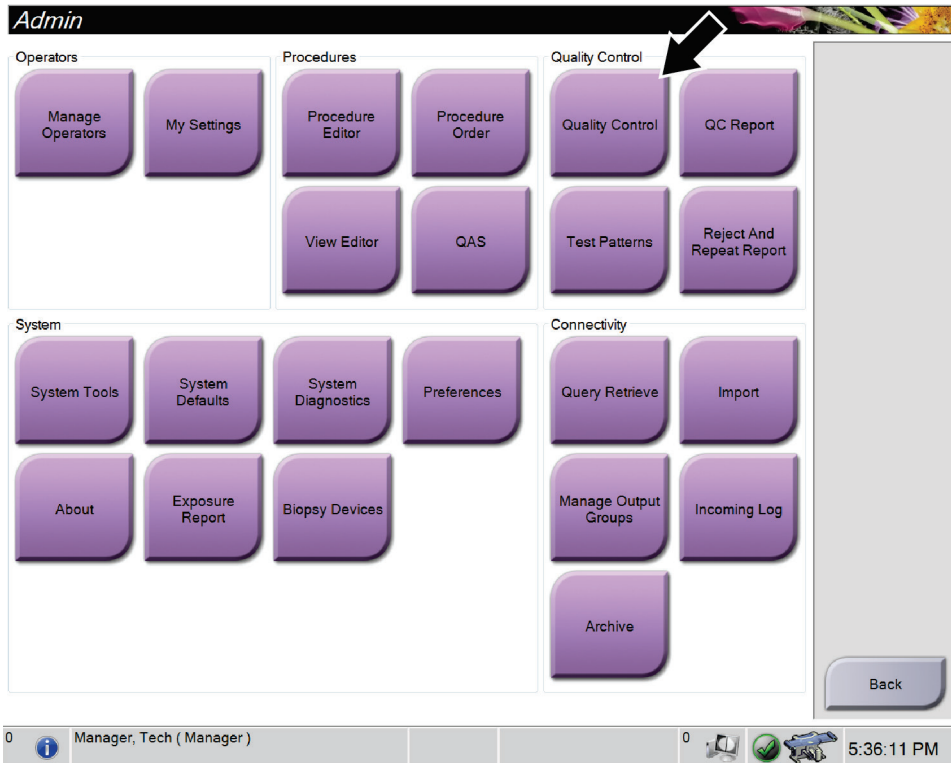 Admin
Operators
Procedures
Quality Control
Manage
Operators
My Settings
Procedure
Editor
Procedure
Order
Quality Control
QC Report
View Editor
QAS
Test Patterns
Reject And
Repeat Report
System
Connectivity
System Tools
System
Defaults
System
Diagnostics
Preferences
Query Retrieve
Import
About
Exposure
Report
Biopsy Devices
Manage Output
Groups
Incoming Log
Archive
Back
0
Manager, Tech ( Manager )
0
5:36:11 PM